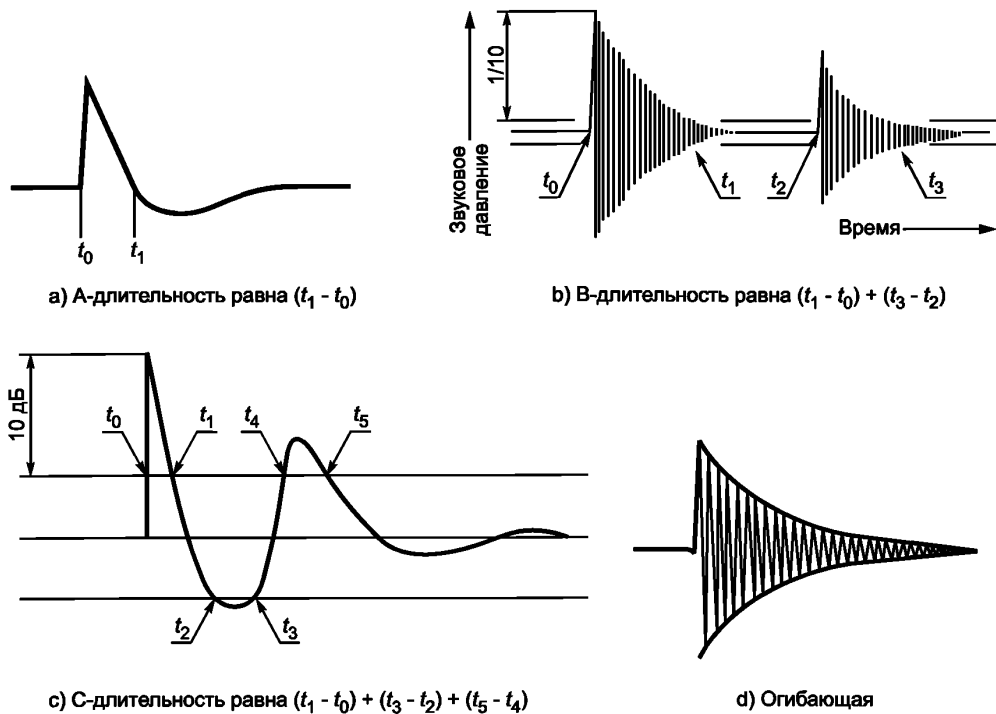 t0
t1
a) А-длительность равна (t1 - t0)
1/10
Звуковое
давление
t0
t1
t2
t3
Время
b) В-длительность равна (t1 - t0) + (t3 - t2)
10 дБ
t0
t1
t4
t5
t2
t3
c) С-длительность равна (t1 - t0) + (t3 - t2) + (t5 - t4)
d) Огибающая